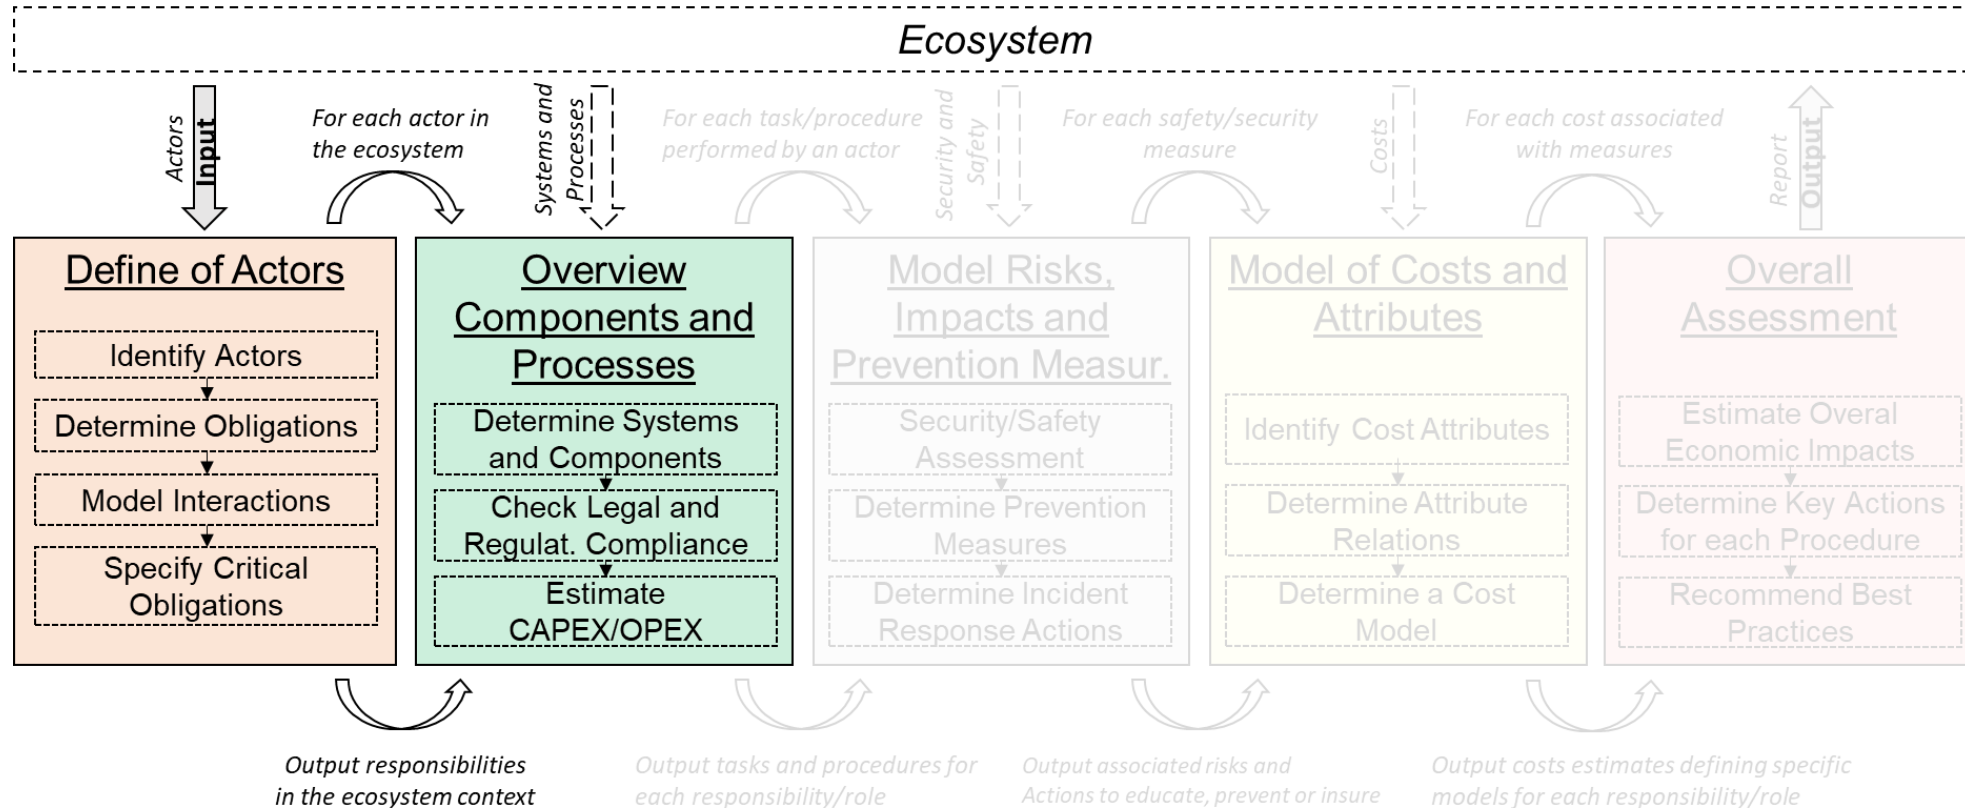 Ecosystem
Actors
Input
For each actor in
the ecosystem
Systems and
Processes
For each task/procedure
performed by an actor
Security and
Safety
For each safety/security
measure
Costs
For each cost associated
with measures
Report
Output
Define of Actors
Identify Actors
Determine Obligations
Model Interactions
Specify Critical
Obligations
Overview
Components and
Processes
Determine Systems
and Components
Check Legal and
Regulat. Compliance
Estimate
CAPEX/OPEX
Model Risks,
Impacts and
Prevention Measur.
Security/Safety
Assessment
Determine Prevention
Measures
Determine Incident
Response Actions
Model of Costs and
Attributes
Identify Cost Attributes
Determine Attribute
Relations
Determine a Cost
Model
Overall
Assessment
Estimate Overal
Economic Impacts
Determine Key Actions
for each Procedure
Recommend Best
Practices
Output responsibilities
in the ecosystem context
Output tasks and procedures for
each responsibility/role
Output associated risks and
Actions to educate, prevent or insure
Output costs estimates defining specific
models for each responsibility/role